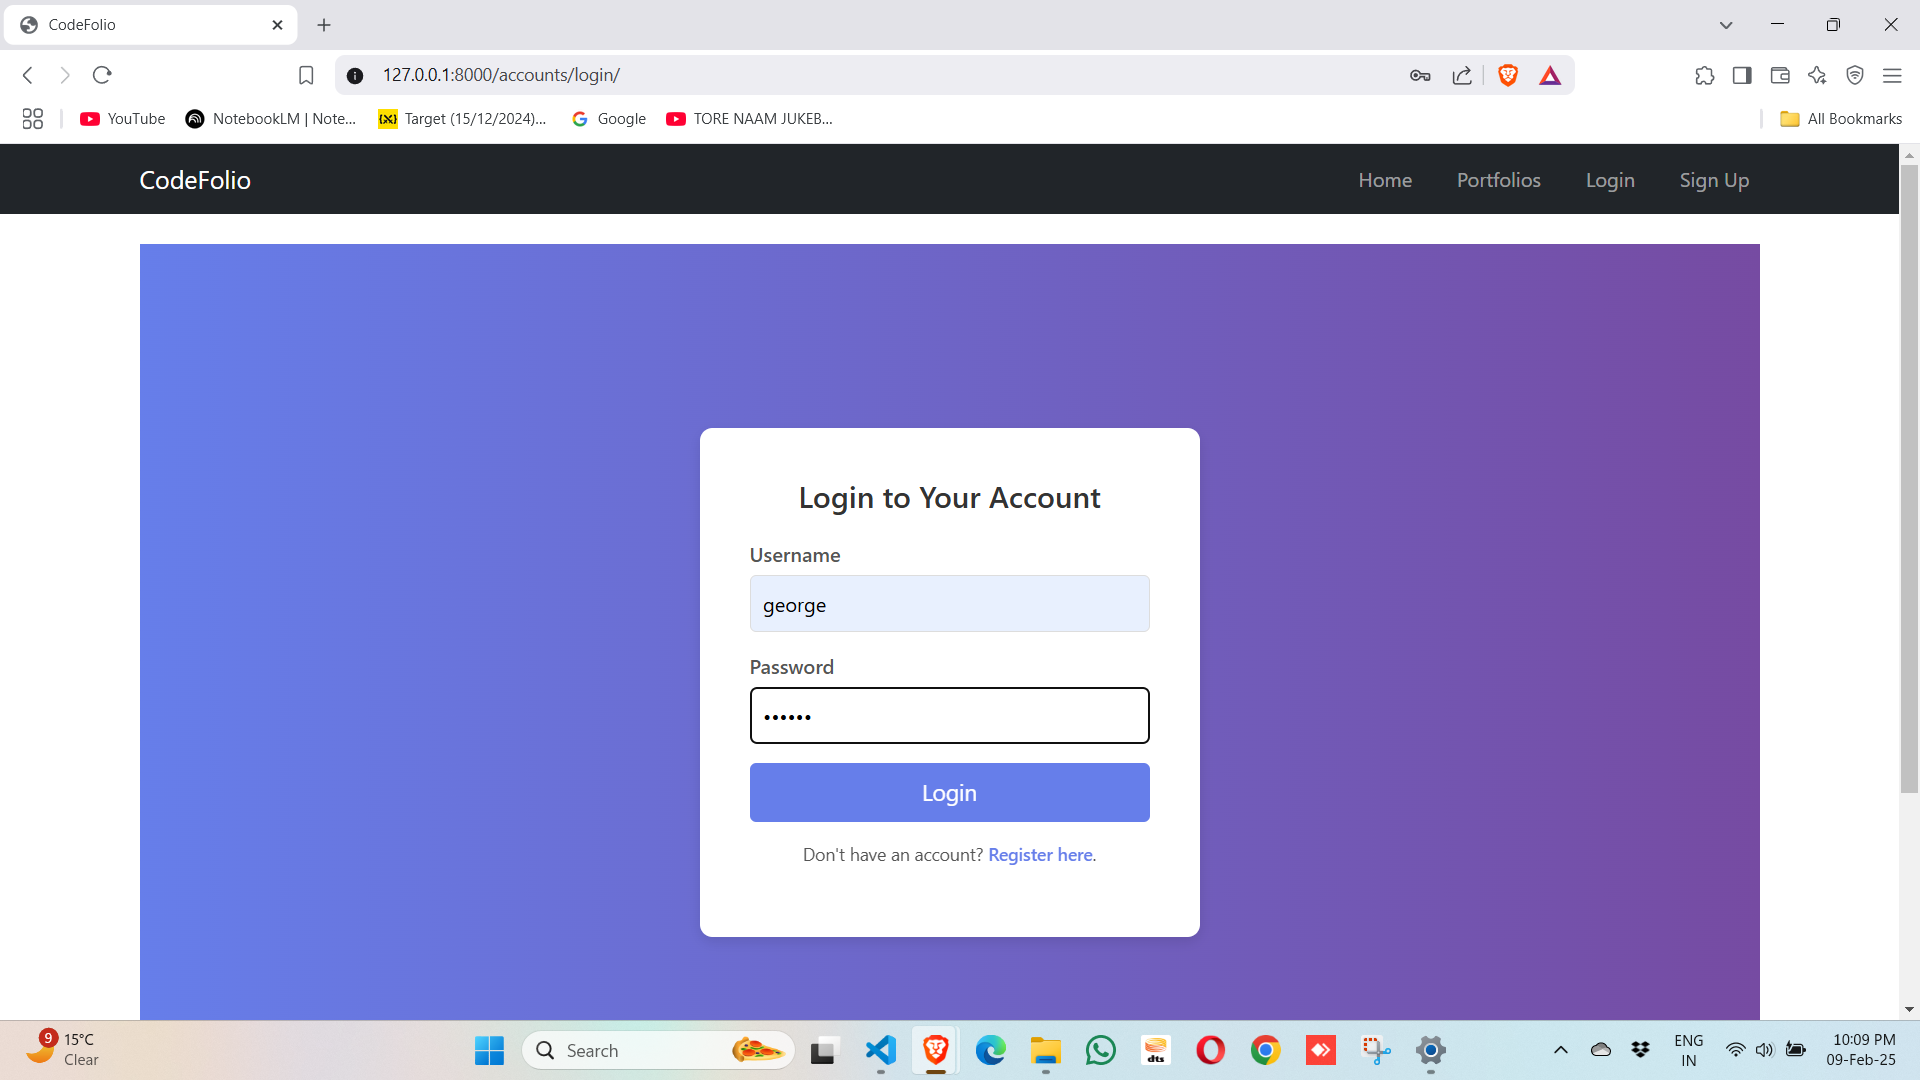 CodeFolio
127.0.0.1:8000/accounts/login/
YouTube
NotebookLM | Note...
Target (15/12/2024)...
Google
TORE NAAM JUKEB...
All Bookmarks
CodeFolio
Home
Portfolios
Login
Sign Up
Login to Your Account
Username
george
Password
••••••
Login
Don't have an account? Register here.
9
15°C
Clear
Search
dts
ENG
IN
10:09 PM
09-Feb-25